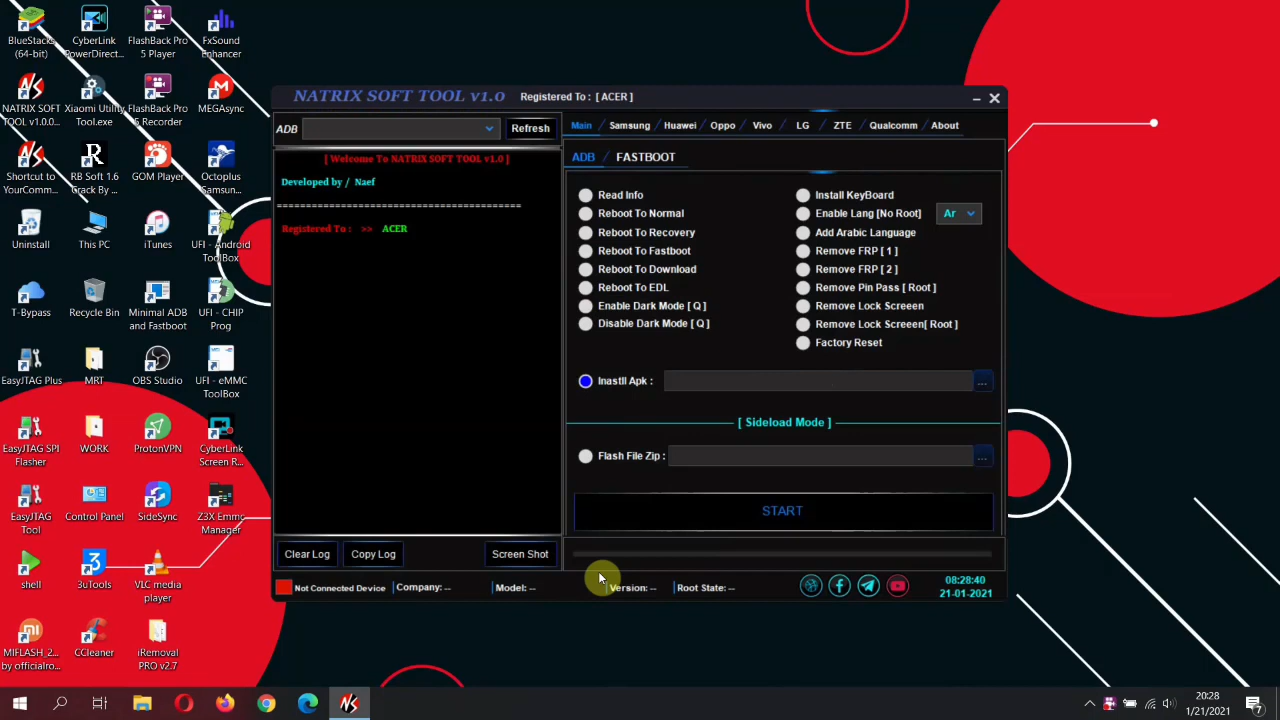 BlueStacks
(64-bit)
CyberLink
PowerDirect...
FlashBack Pro
5 Player
FxSound
Enhancer
NATRIX SOFT
TOOL v1.0.0...
Xiaomi Utility
Tool.exe
FlashBack Pro
5 Recorder
MEGAsync
Shortcut to
YourComm...
RB Soft 1.6
Crack By ...
GOM Player
Octoplus
Samsun...
Uninstall
This PC
iTunes
UFI - Android
ToolBox
T-Bypass
Recycle Bin
Minimal ADB
and Fastboot
UFI - CHIP
Prog
EasyJTAG Plus
MRT
OBS Studio
UFI - eMMC
ToolBox
EasyJTAG SPI
Flasher
WORK
ProtonVPN
CyberLink
Screen R...
EasyJTAG
Tool
Control Panel
SideSync
Z3X Emmc
Manager
shell
3uTools
VLC media
player
MIFLASH_2...
by officialro...
CCleaner
iRemoval
PRO v2.7
NATRIX SOFT TOOL v1.0
Registered To : [ ACER ]
ADB
Refresh
[ Welcome To NATRIX SOFT TOOL v1.0 ]
Developed by / Naef
==========================================
Registered To : >> ACER
Clear Log
Copy Log
Screen Shot
Main
Samsung
Huawei
Oppo
Vivo
LG
ZTE
Qualcomm
About
ADB
FASTBOOT
Read Info
Reboot To Normal
Reboot To Recovery
Reboot To Fastboot
Reboot To Download
Reboot To EDL
Enable Dark Mode [ Q ]
Disable Dark Mode [ Q ]
Install KeyBoard
Enable Lang [No Root]
Ar
Add Arabic Language
Remove FRP [ 1 ]
Remove FRP [ 2 ]
Remove Pin Pass [ Root ]
Remove Lock Screeen
Remove Lock Screeen[ Root ]
Factory Reset
Inastll Apk :
...
[ Sideload Mode ]
Flash File Zip :
...
START
Not Connected Device
Company: --
Model: --
Version: --
Root State: --
08:28:40
21-01-2021
20:28
1/21/2021
7